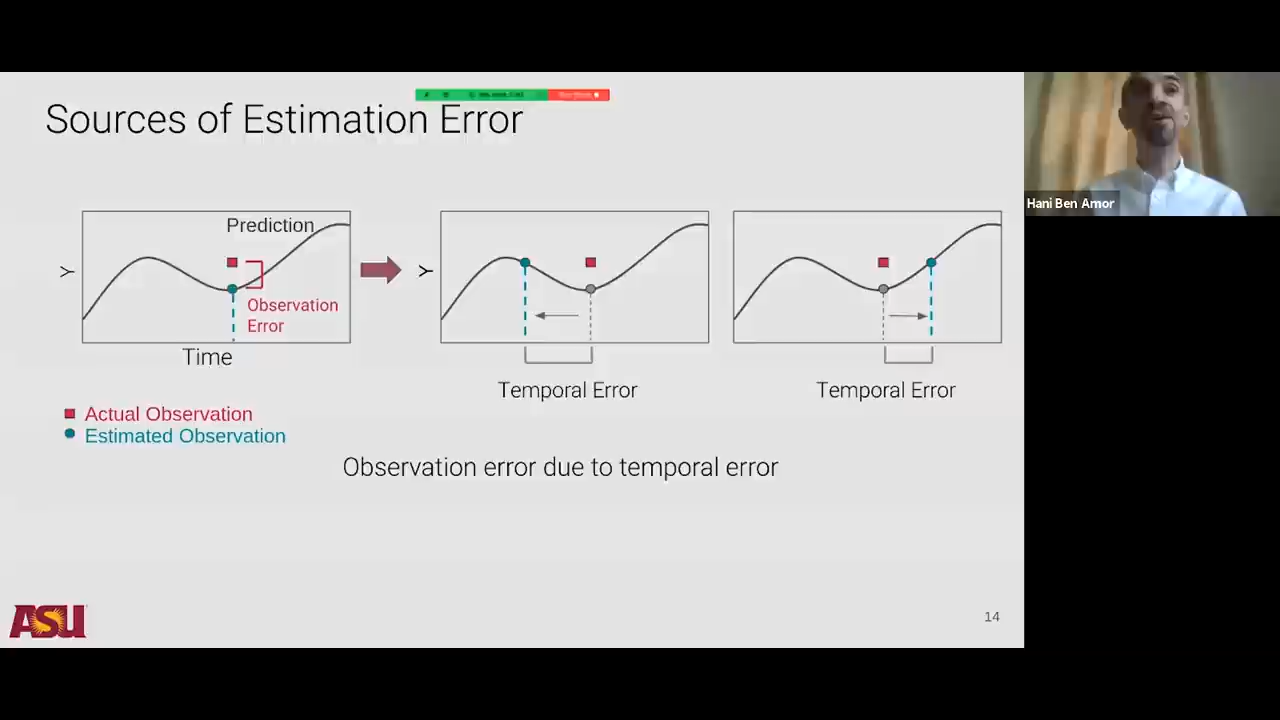 Sources of Estimation Error
Prediction
Y
Observation
Error
Time
Y
Temporal Error
Temporal Error
Actual Observation
Estimated Observation
Observation error due to temporal error
ASU
14
Hani Ben Amor